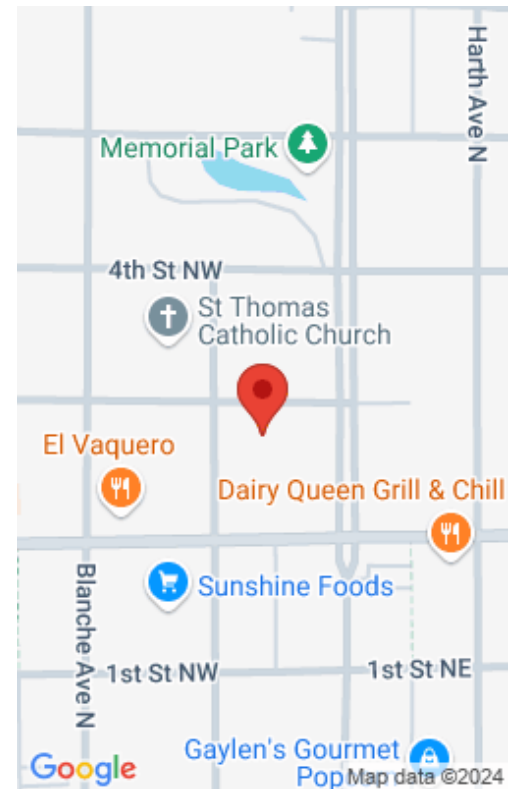 Harth Ave N
Memorial Park
4th St NW
St Thomas
Catholic Church
El Vaquero
Dairy Queen Grill & Chill
Sunshine Foods
Blanche Ave N
1st St NW
1st St NE
Gaylen's Gourmet
Pop
Google
Map data ©2024